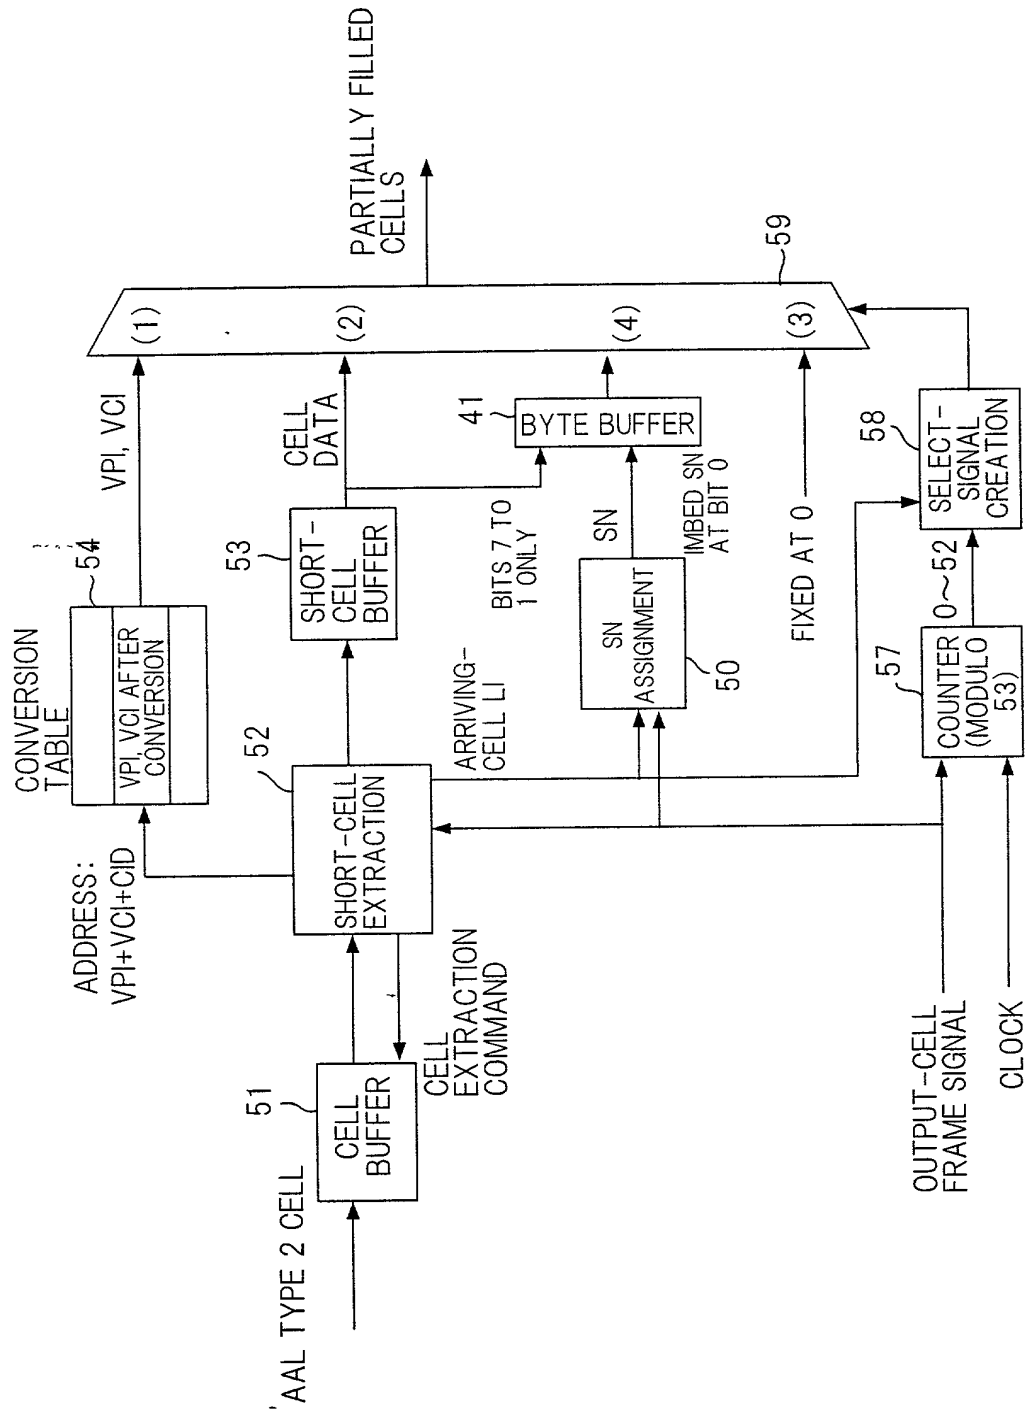 AAL TYPE 2 CELL
51
CELL
BUFFER
CELL
EXTRACTION
COMMAND
ADDRESS:
VPI+VCI+CID
52
SHORT-CELL
EXTRACTION
ARRIVING-
CELL LI
CONVERSION
TABLE
54
VPI, VCI AFTER
CONVERSION
VPI, VCI
53
SHORT-
CELL
BUFFER
CELL
DATA
BITS 7 TO
1 ONLY
41
BYTE BUFFER
SN
ASSIGNMENT
50
SN
IMBED SN
AT BIT 0
FIXED AT 0
OUTPUT-CELL
FRAME SIGNAL
CLOCK
57
COUNTER
(MODULO
53)
0～52
58
SELECT-
SIGNAL
CREATION
(1)
(2)
(4)
(3)
59
PARTIALLY FILLED
CELLS